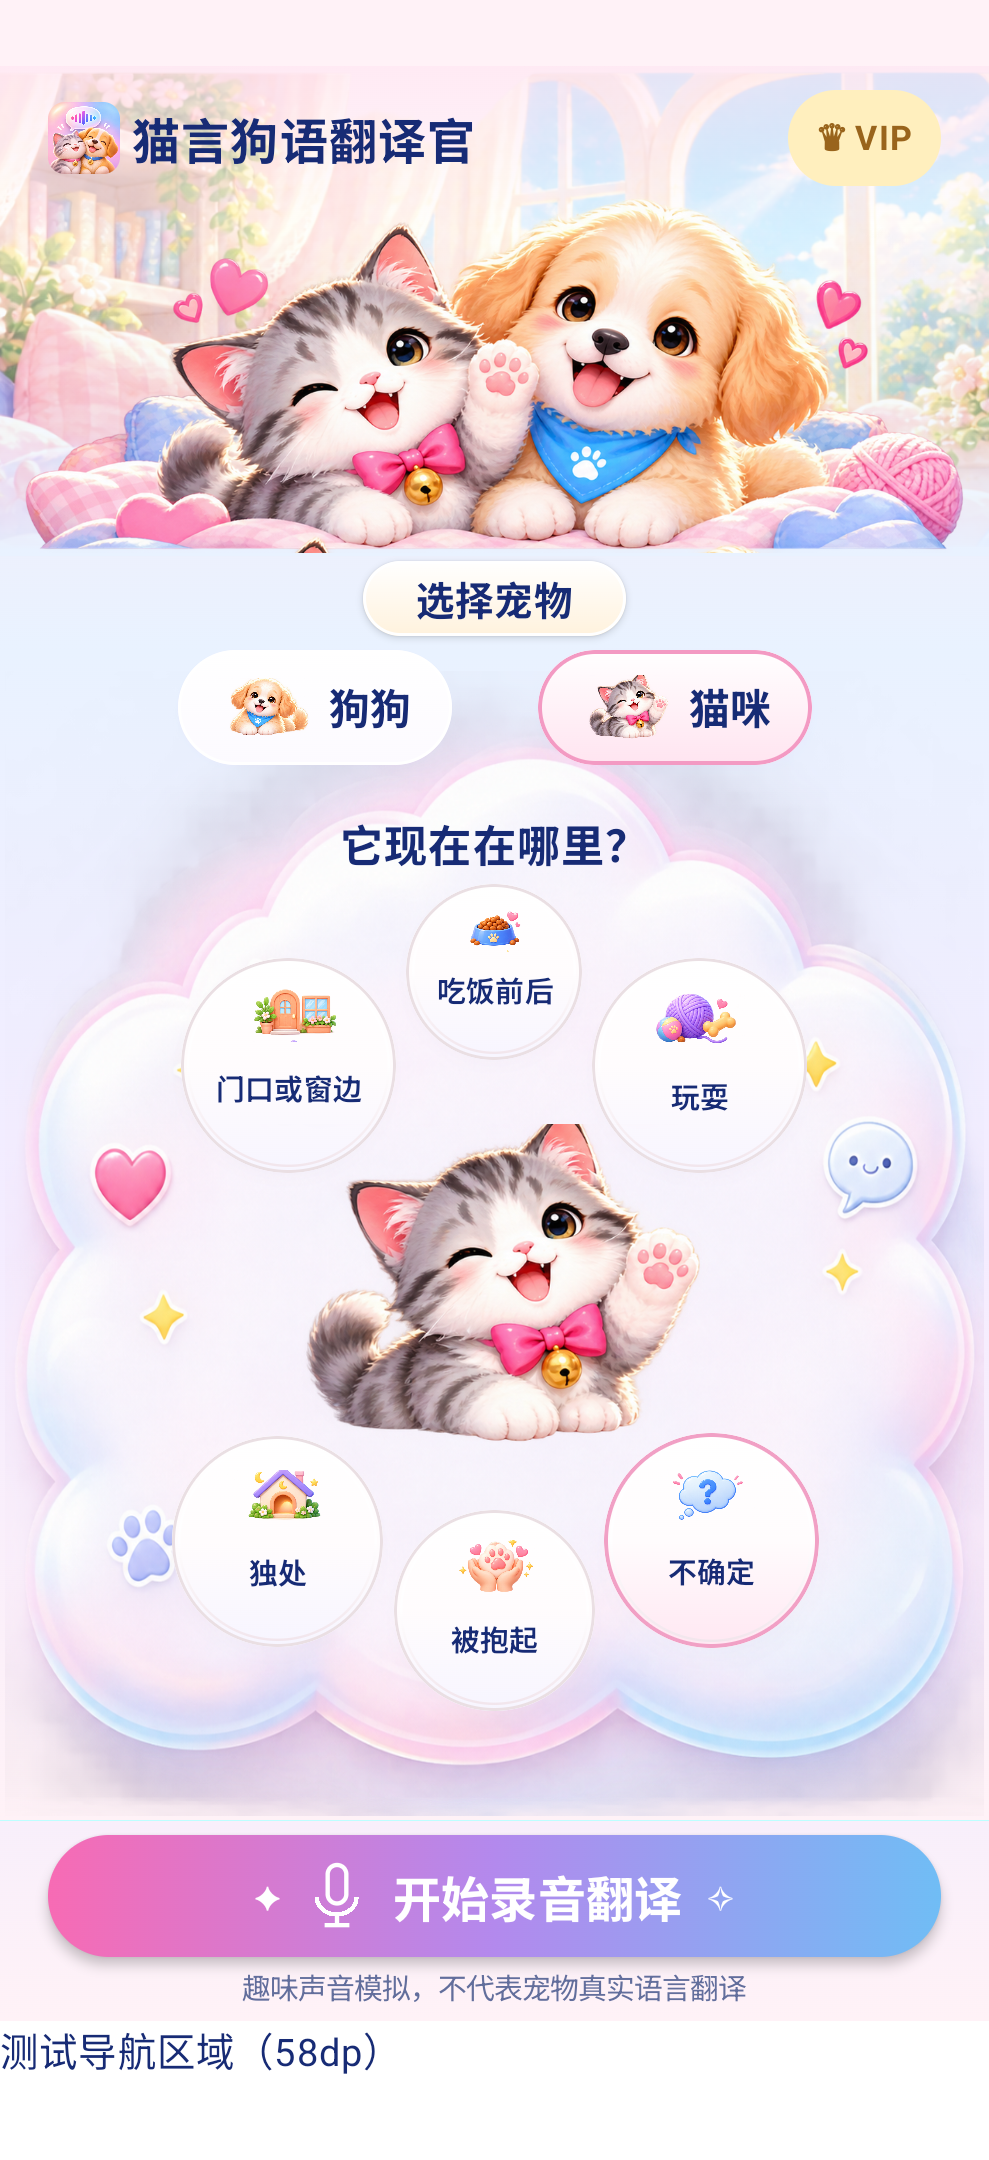 猫言狗语翻译官
VIP
选择宠物
狗狗
猫咪
它现在在哪里?
吃饭前后
门口或窗边
玩耍
独处
被抱起
不确定
开始录音翻译
趣味声音模拟，不代表宠物真实语言翻译
测试导航区域（58dp）